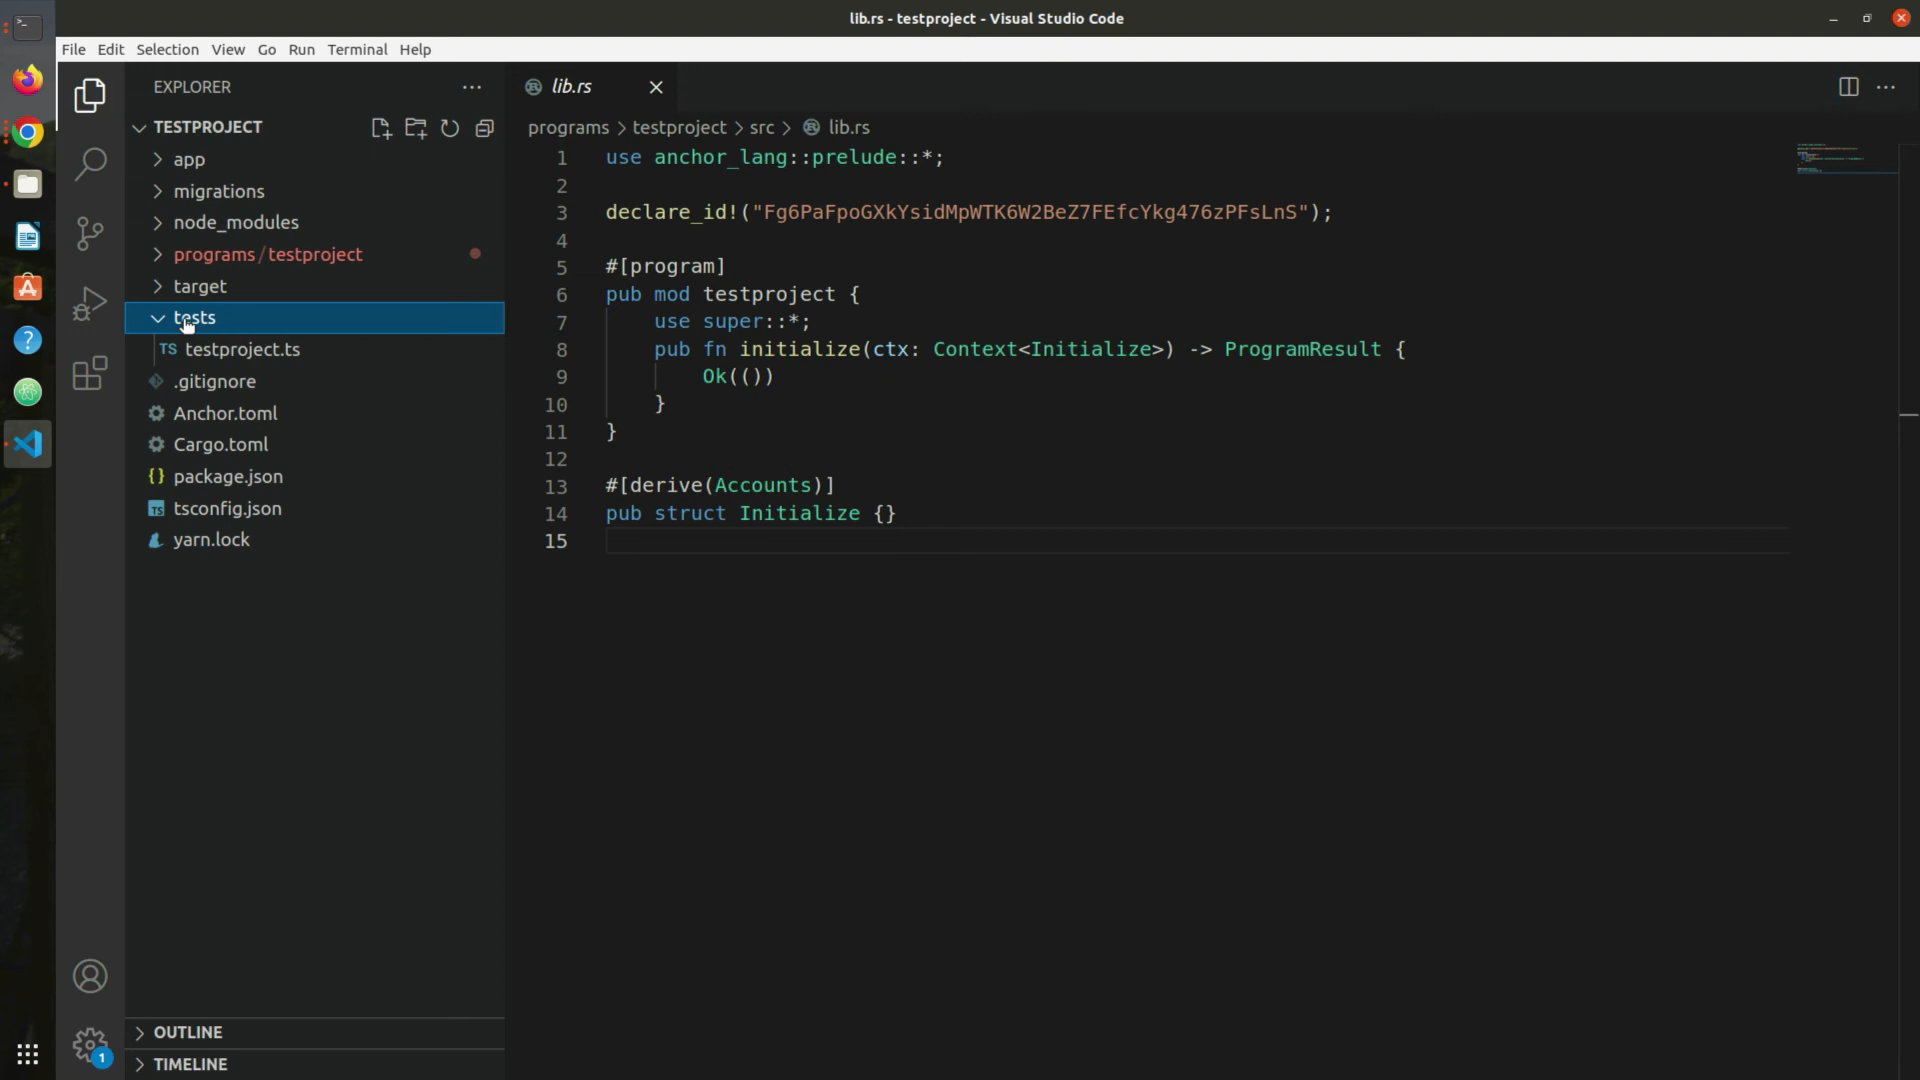 lib.rs - testproject - Visual Studio Code
File Edit Selection View Go Run Terminal Help
EXPLORER
TESTPROJECT
app
migrations
node_modules
programs/testproject
target
tests
TS testproject.ts
.gitignore
Anchor.toml
Cargo.toml
{} package.json
TS tsconfig.json
yarn.lock
OUTLINE
TIMELINE
1
lib.rs
programs > testproject > src > lib.rs
1 use anchor_lang::prelude::*;
2
3 declare_id!("Fg6PaFpoGXkYsidMpWTK6W2BeZ7FEfcYkg476zPFsLnS");
4
5 #[program]
6 pub mod testproject {
7 use super::*;
8 pub fn initialize(ctx: Context<Initialize>) -> ProgramResult {
9 Ok(())
10 }
11 }
12
13 #[derive(Accounts)]
14 pub struct Initialize {}
15